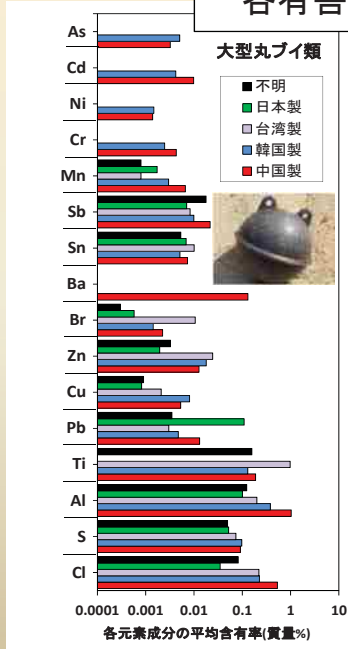 大型丸ブイ類
不明
日本製
台湾製
韓国製
中国製
As
Cd
Ni
Cr
Mn
Sb
Sn
Ba
Br
Zn
Cu
Pb
Ti
Al
S
Cl
0.0001 0.001 0.01 0.1 1 10
各元素成分の平均含有率(質量%)